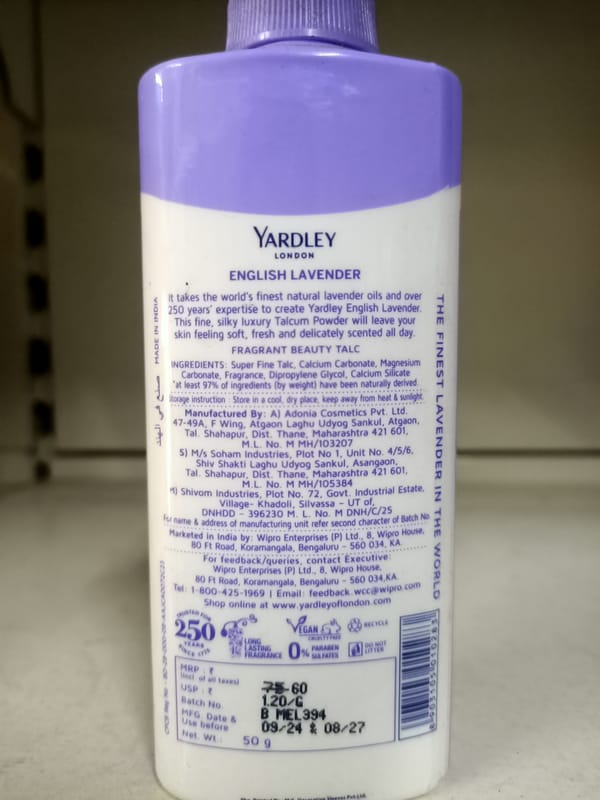 YARDLEY
LONDON
ENGLISH LAVENDER
It takes the world's finest natural lavender oils and over
250 years' expertise to create Yardley English Lavender.
This fine, silky luxury Talcum Powder will leave your
skin feeling soft, fresh and delicately scented all day.
FRAGRANT BEAUTY TALC
INGREDIENTS: Super Fine Talc, Calcium Carbonate, Magnesium
Carbonate, Fragrance, Dipropylene Glycol, Calcium Silicate
*at least 97% of ingredients (by weight) have been naturally derived.
Storage instruction : Store in a cool, dry place, keep away from heat & sunlight.
Manufactured By: A) Adonia Cosmetics Pvt. Ltd.
47-49A, F Wing, Atgaon Laghu Udyog Sankul, Atgaon,
Tal. Shahapur, Dist. Thane, Maharashtra 421 601,
M.L. No. M MH/103207
S) M/s Soham Industries, Plot No 1, Unit No. 4/5/6,
Shiv Shakti Laghu Udyog Sankul, Asangaon,
Tal. Shahapur, Dist. Thane, Maharashtra 421 601,
M.L. No. M MH/105384
M) Shivom Industries, Plot No. 72, Govt. Industrial Estate,
Village- Khadoli, Silvassa - UT of,
DNHDD - 396230 M. L. No. M DNH/C/25
For name & address of manufacturing unit refer second character of Batch No.
Marketed in India by: Wipro Enterprises (P) Ltd., 8, Wipro House,
80 Ft Road, Koramangala, Bengaluru - 560 034, KA.
For feedback/queries, contact Executive:
Wipro Enterprises (P) Ltd., 8, Wipro House,
80 Ft Road, Koramangala, Bengaluru - 560 034, KA.
Tel: 1-800-425-1969 | Email: feedback.wcc@wipro.com
Shop online at www.yardleyoflondon.com
TRUSTED FOR
250
YEARS
SINCE 1770
LONG
LASTING
FRAGRANCE
VEGAN
CRUELTY FREE
0% PARABEN
SULFATES
RECYCLE
DO NOT
LITTER
MRP : ₹
(incl. of all taxes)
75 60
USP : ₹
1.20/G
Batch No.
B MEL394
MFG. Date &
Use before
09/24 & 08/27
Net. Wt.: 50 g
MADE IN INDIA
صنع في الهند
THE FINEST LAVENDER IN THE WORLD